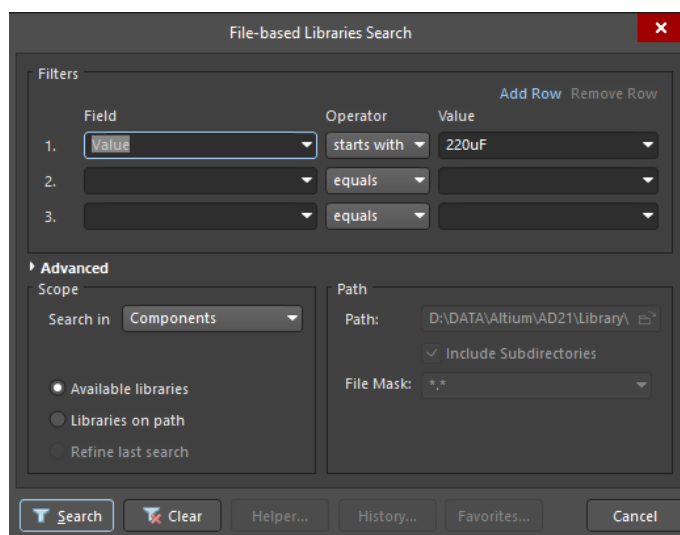 File-based Libraries Search
Filters
Add Row Remove Row
Field Operator Value
1. Value starts with 220uF
2. equals
3. equals
Advanced
Scope
Search in Components
Available libraries
Libraries on path
Refine last search
Path
Path: D:\DATA\Altium\AD21\Library\
Include Subdirectories
File Mask: *.*
Search Clear Helper... History... Favorites... Cancel